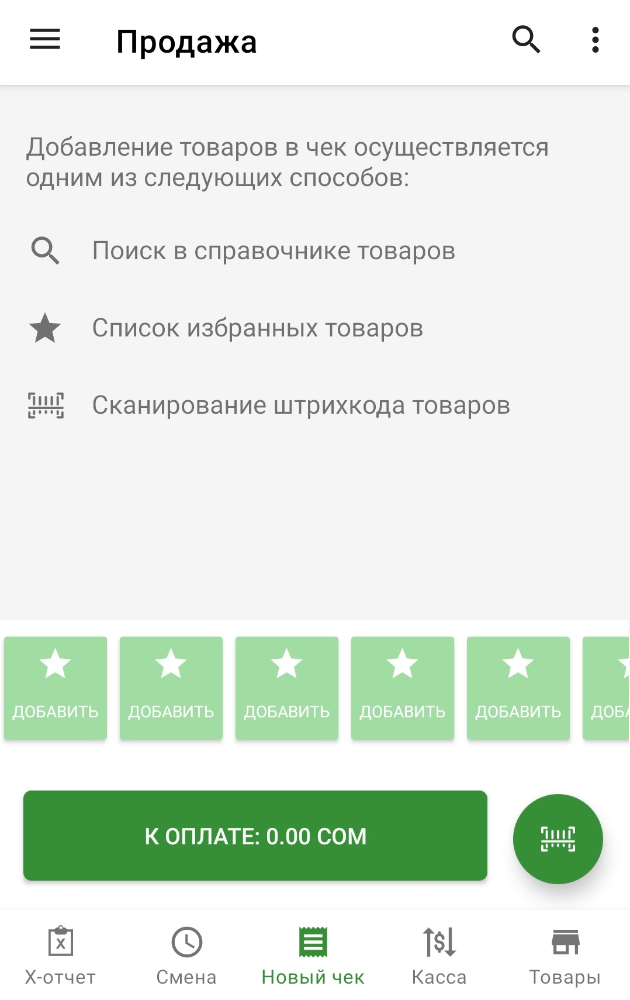 Продажа
Добавление товаров в чек осуществляется
одним из следующих способов:
Поиск в справочнике товаров
Список избранных товаров
Сканирование штрихкода товаров
ДОБАВИТЬ ДОБАВИТЬ ДОБАВИТЬ ДОБАВИТЬ ДОБАВИТЬ ДОБА
К ОПЛАТЕ: 0.00 СОМ
X-отчет Смена Новый чек Касса Товары